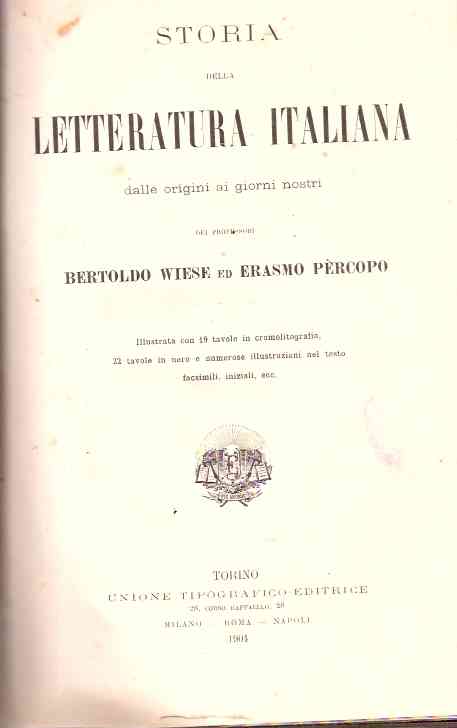 STORIA
DELLA
LETTERATURA ITALIANA
dalle origini ai giorni nostri
DEI PROFESSORI
BERTOLDO WIESE ED ERASMO PÈRCOPO
Illustrata con 19 tavole in cromolitografia,
22 tavole in nero e numerose illustrazioni nel testo
facsimili, iniziali, ecc.
TORINO
UNIONE TIPOGRAFICO-EDITRICE
28, CORSO RAFFAELLO, 28
MILANO — ROMA — NAPOLI
1904